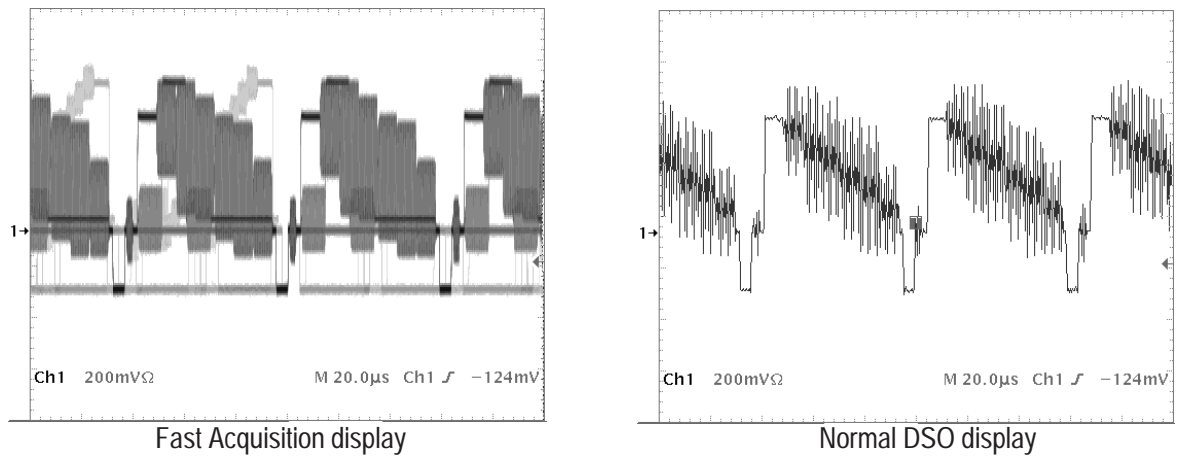 1
Ch1 200mVΩ M 20.0µs Ch1 ƒ −124mV
Fast Acquisition display
1
Ch1 200mVΩ M 20.0µs Ch1 ƒ −124mV
Normal DSO display